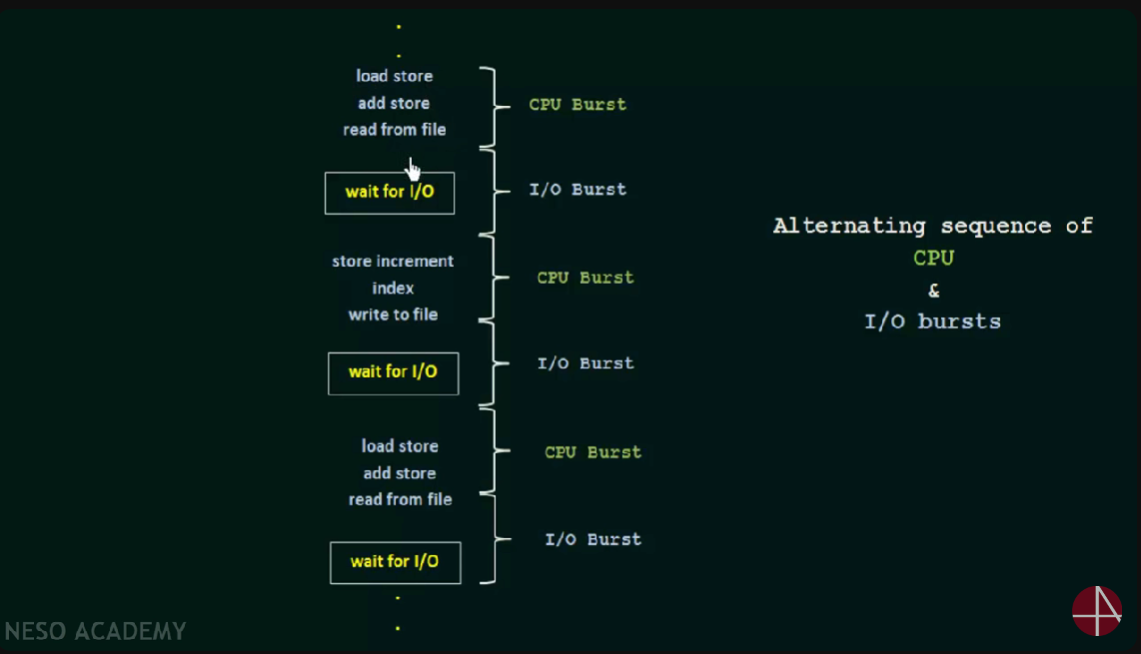 load store
add store
read from file
CPU Burst
wait for I/O
I/O Burst
store increment
index
write to file
CPU Burst
wait for I/O
I/O Burst
load store
add store
read from file
CPU Burst
wait for I/O
I/O Burst
Alternating sequence of
CPU
&
I/O bursts
NESO ACADEMY